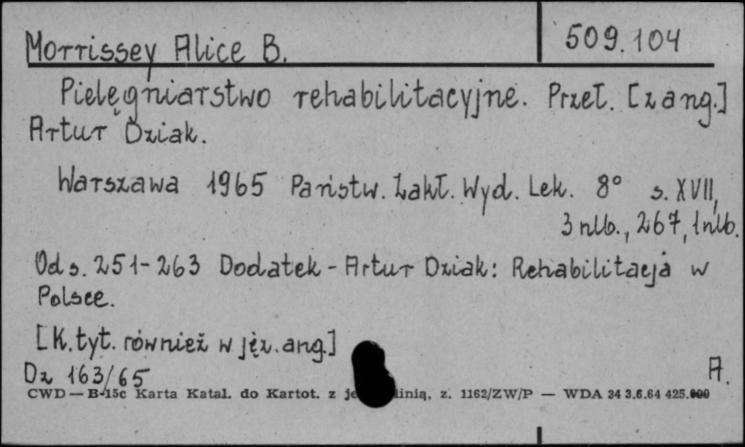 Morrissey Alice B. 509.104
Pielęgniarstwo rehabilitacyjne. Przeł. [z ang.]
Artur Dziak.
Warszawa 1965 Państw. Zakł. Wyd. Lek. 8° s. XVII,
3 nlb., 267, 1 nlb.
Od s. 251-263 Dodatek - Artur Dziak: Rehabilitacja w
Polsce.
[K. tyt. również w jęz. ang.]
Dz 163/65 A.
CWD — B-15c Karta Katal. do Kartot. z linią, z. 1162/ZW/P — WDA 34 3.6.64 425.000